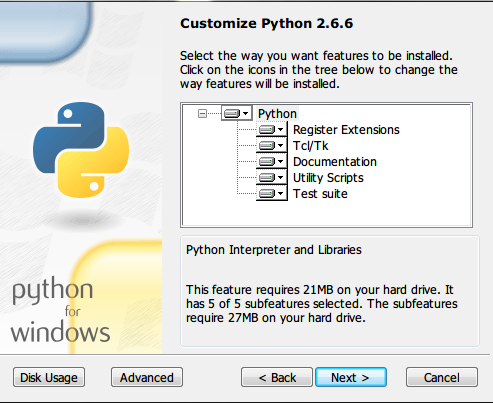 Customize Python 2.6.6
Select the way you want features to be installed.
Click on the icons in the tree below to change the
way features will be installed.
Python
Register Extensions
Tcl/Tk
Documentation
Utility Scripts
Test suite
Python Interpreter and Libraries
This feature requires 21MB on your hard drive. It
has 5 of 5 subfeatures selected. The subfeatures
require 27MB on your hard drive.
python
for
windows
Disk Usage
Advanced
< Back
Next >
Cancel